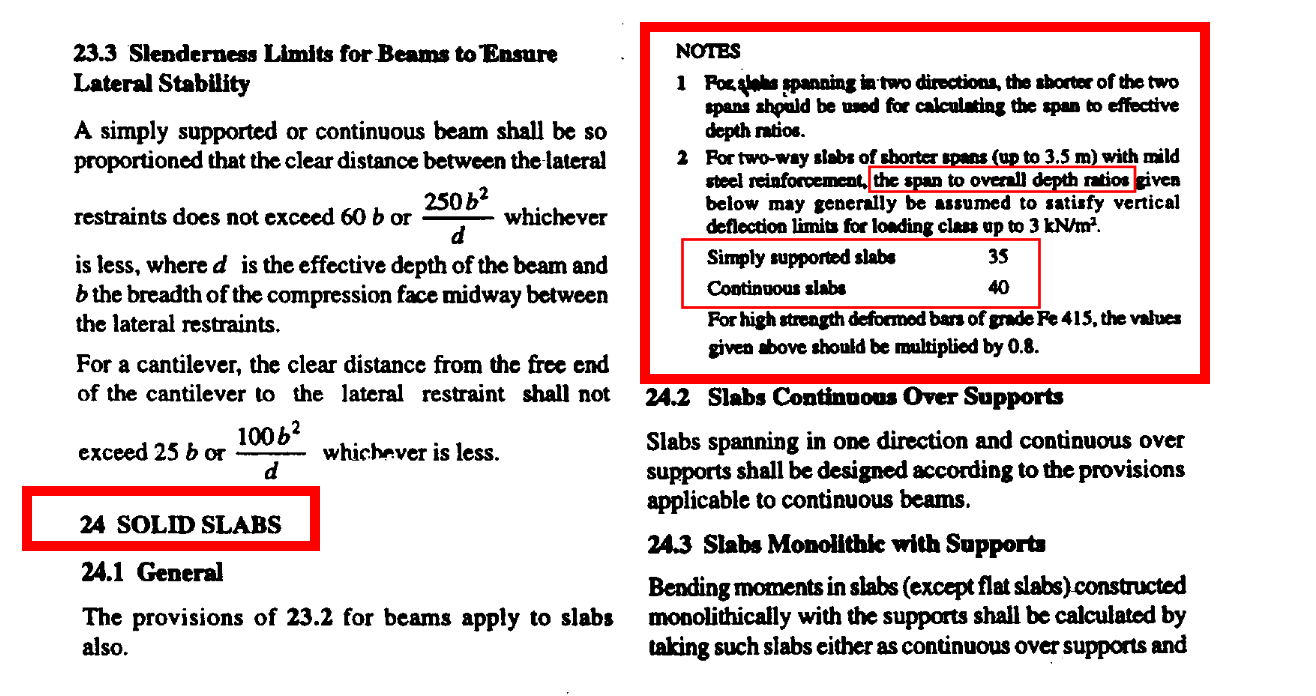 23.3 Slenderness Limits for Beams to Ensure
Lateral Stability
A simply supported or continuous beam shall be so
proportioned that the clear distance between the lateral
restraints does not exceed 60 b or 250 b² / d whichever
is less, where d is the effective depth of the beam and
b the breadth of the compression face midway between
the lateral restraints.
For a cantilever, the clear distance from the free end
of the cantilever to the lateral restraint shall not
exceed 25 b or 100 b² / d whichever is less.
24 SOLID SLABS
24.1 General
The provisions of 23.2 for beams apply to slabs
also.
NOTES
1 For slabs spanning in two directions, the shorter of the two
spans should be used for calculating the span to effective
depth ratios.
2 For two-way slabs of shorter spans (up to 3.5 m) with mild
steel reinforcement, the span to overall depth ratios given
below may generally be assumed to satisfy vertical
deflection limits for loading class up to 3 kN/m².
Simply supported slabs 35
Continuous slabs 40
For high strength deformed bars of grade Fe 415, the values
given above should be multiplied by 0.8.
24.2 Slabs Continuous Over Supports
Slabs spanning in one direction and continuous over
supports shall be designed according to the provisions
applicable to continuous beams.
24.3 Slabs Monolithic with Supports
Bending moments in slabs (except flat slabs) constructed
monolithically with the supports shall be calculated by
taking such slabs either as continuous over supports and